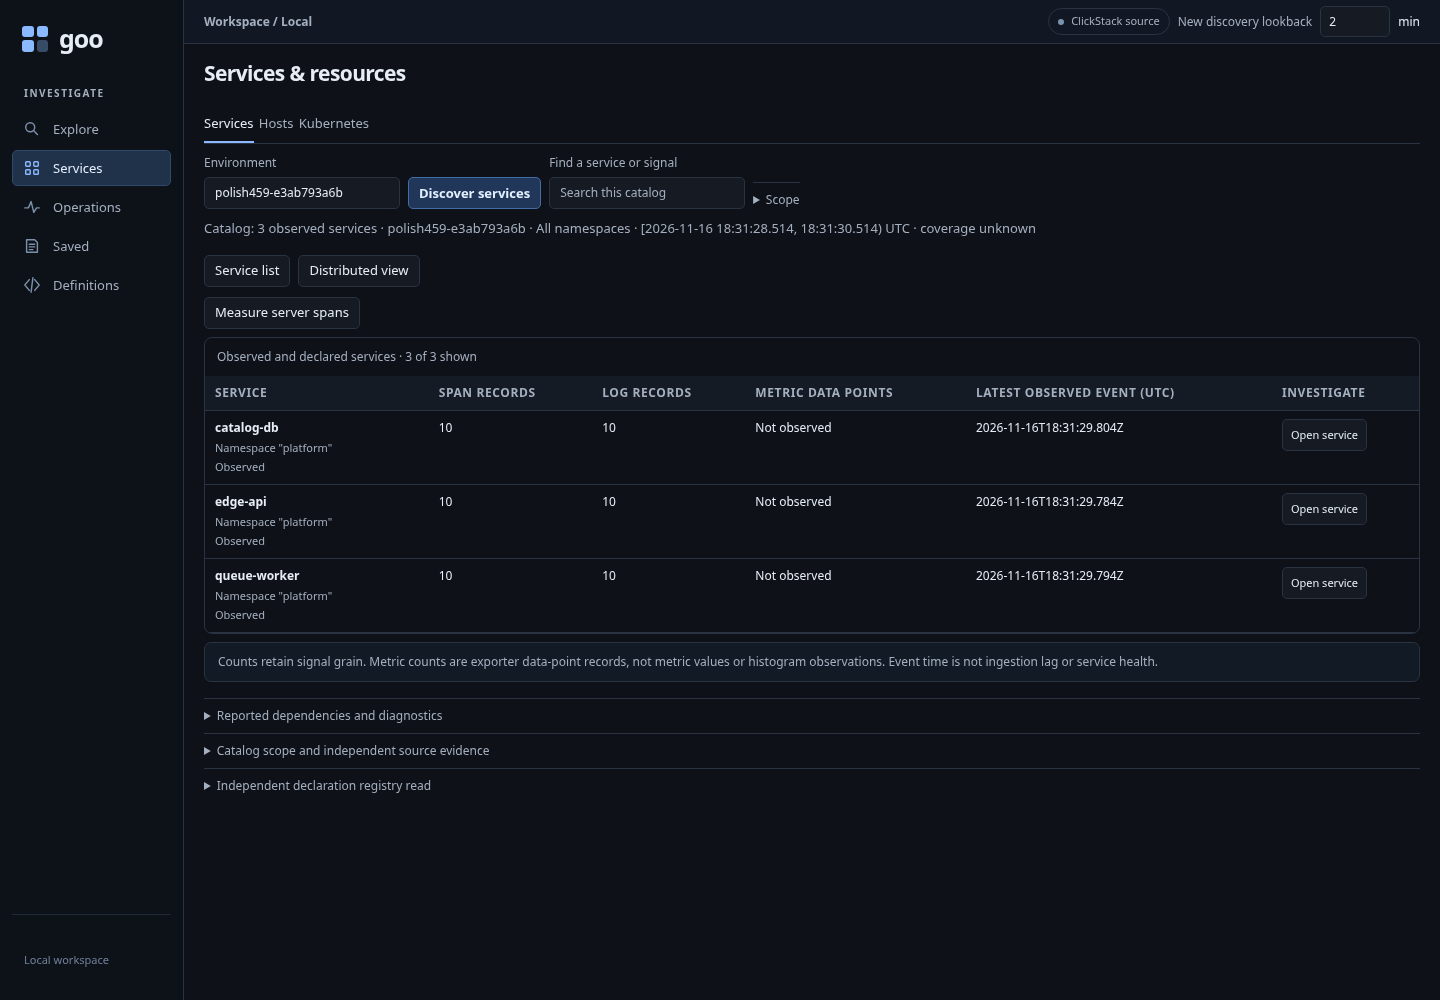 goo
INVESTIGATE
Explore
Services
Operations
Saved
Definitions
Local workspace
Workspace / Local
ClickStack source
New discovery lookback
2
min
Services & resources
Services Hosts Kubernetes
Environment
polish459-e3ab793a6b
Discover services
Find a service or signal
Search this catalog
Scope
Catalog: 3 observed services · polish459-e3ab793a6b · All namespaces · [2026-11-16 18:31:28.514, 18:31:30.514) UTC · coverage unknown
Service list
Distributed view
Measure server spans
Observed and declared services · 3 of 3 shown
SERVICE SPAN RECORDS LOG RECORDS METRIC DATA POINTS LATEST OBSERVED EVENT (UTC) INVESTIGATE
catalog-db 10 10 Not observed 2026-11-16T18:31:29.804Z Open service
Namespace "platform"
Observed
edge-api 10 10 Not observed 2026-11-16T18:31:29.784Z Open service
Namespace "platform"
Observed
queue-worker 10 10 Not observed 2026-11-16T18:31:29.794Z Open service
Namespace "platform"
Observed
Counts retain signal grain. Metric counts are exporter data-point records, not metric values or histogram observations. Event time is not ingestion lag or service health.
Reported dependencies and diagnostics
Catalog scope and independent source evidence
Independent declaration registry read